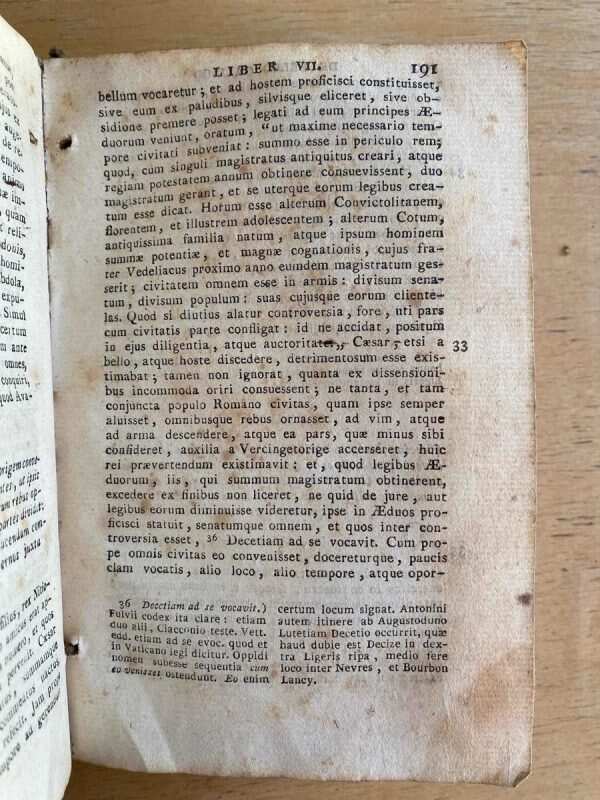 LIBER VII. 191
bellum vocaretur; et ad hostem proficisci constituisset,
sive eum ex paludibus, silvisque eliceret, sive ob-
sidione premere posset; legati ad eum principes Æ-
duorum veniunt, oratum, "ut maxime necessario tem-
pore civitati subveniat: summo esse in periculo rem;
quod, cum singuli magistratus antiquitus creari, atque
regiam potestatem annum obtinere consuevissent, duo
magistratum gerant, et se uterque eorum legibus crea-
tum esse dicat. Horum esse alterum Convictolitanem,
florentem, et illustrem adolescentem; alterum Cotum,
antiquissima familia natum, atque ipsum hominem
summæ potentiæ, et magnæ cognationis, cujus fra-
ter Vedeliacus proximo anno eumdem magistratum ges-
serit; civitatem omnem esse in armis: divisum sena-
tum, divisum populum: suas cujusque eorum cliente-
las. Quod si diutius alatur controversia, fore, uti pars
cum civitatis parte confligat: id ne accidat, positum
in ejus diligentia, atque auctoritate,, Cæsar, etsi a 33
bello, atque hoste discedere, detrimentosum esse exis-
timabat; tamen non ignorat, quanta ex dissensioni-
bus incommoda oriri consuessent; ne tanta, et tam
conjuncta populo Romano civitas, quam ipse semper
aluisset, omnibusque rebus ornasset, ad vim, atque
ad arma descendere, atque ea pars, quæ minus sibi
confideret, auxilia a Vercingetorige accerseret, huic
rei prævertendum existimavit: et, quod legibus Æ-
duorum, iis, qui summum magistratum obtinerent,
excedere ex finibus non liceret, ne quid de jure, aut
legibus eorum diminuisse videretur, ipse in Æduos pro-
ficisci statuit, senatumque omnem, et quos inter con-
troversia esset, 36 Decetiam ad se vocavit. Cum pro-
pe omnis civitas eo convenisset, docereturque, paucis
clam vocatis, alio loco, alio tempore, atque opor-
36 Decetiam ad se vocavit.)
Fulvii codex ita clare: etiam
duo alii, Ciacconio teste. Vett.
edd. etiam ad se evoc. quod et
in Vaticano legi dicitur. Oppidi
nomen subesse sequentia cum
eo venisset ostendunt. Eo enim
certum locum signat. Antonini
autem itinere ab Augustoduno
Lutetiam Decetio occurrit, quæ
haud dubie est Decize in dex-
tra Ligeris ripa, medio fere
loco inter Nevres, et Bourbon
Lancy.